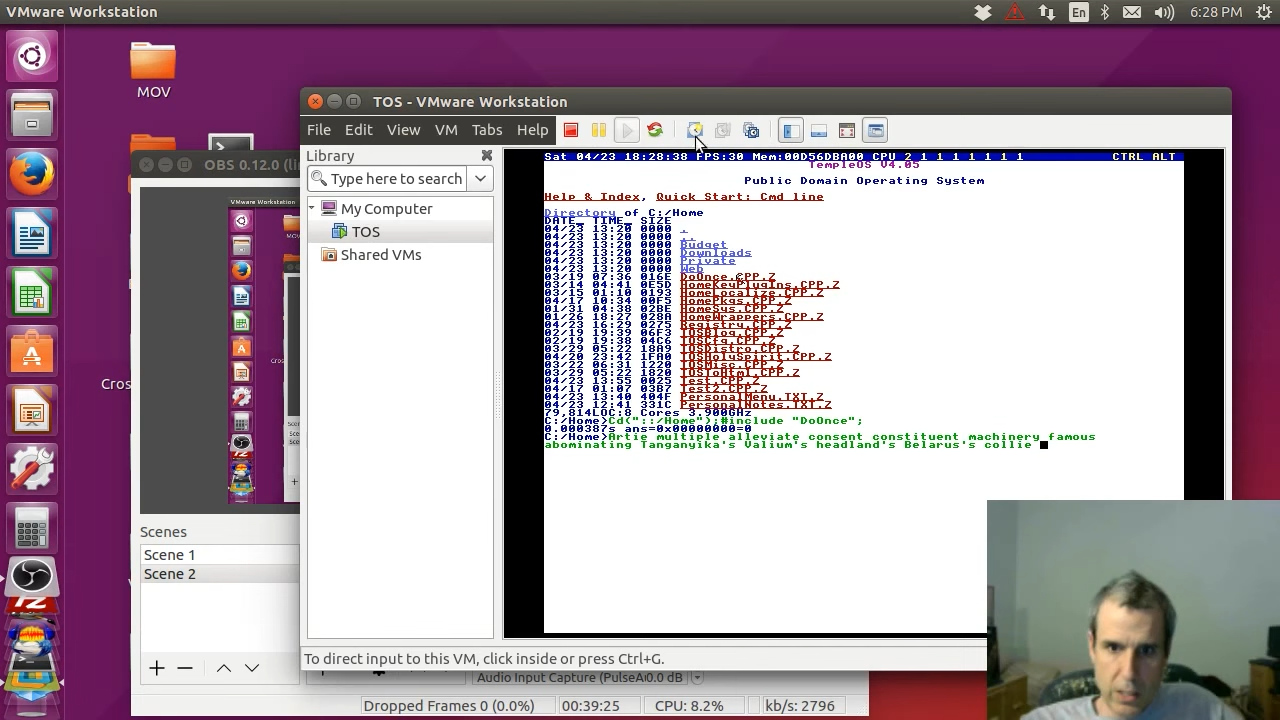 VMware Workstation
En
6:28 PM
MOV
TOS - VMware Workstation
File Edit View VM Tabs Help
OBS 0.12.0 (li
Library
Type here to search
My Computer
TOS
Shared VMs
Sat 04/23 18:28:38 FPS:30 Mem:00D56DBA00 CPU 2 1 1 1 1 1 1 1 CTRL ALT
TempleOS V4.05
Public Domain Operating System
Help & Index, Quick Start: Cmd line
Directory of C:/Home
DATE_ TIME_ SIZE
04/23 13:20 0000 .
04/23 13:20 0000 ..
04/23 13:20 0000 Budget
04/23 13:20 0000 Downloads
04/23 13:20 0000 Private
04/23 13:20 0000 Web
03/19 07:36 016E DoOnce.CPP.Z
03/14 04:41 0E5D HomeKeyPlugIns.CPP.Z
03/15 01:10 0193 HomeLocalize.CPP.Z
04/17 10:34 00F5 HomePkgs.CPP.Z
01/31 04:38 02BE HomeSys.CPP.Z
01/26 18:27 028A HomeWrappers.CPP.Z
04/23 16:29 0275 Registry.CPP.Z
02/19 19:39 06F3 TOSBlog.CPP.Z
02/19 19:38 04C6 TOSCfg.CPP.Z
03/29 05:22 18A9 TOSDistro.CPP.Z
04/20 23:42 1FA0 TOSHolySpirit.CPP.Z
03/22 06:31 1220 TOSMisc.CPP.Z
03/29 05:22 1820 TOSToHtml.CPP.Z
04/23 13:55 0025 Test.CPP.Z
04/17 01:07 03B7 Test2.CPP.Z
04/23 13:40 404F PersonalMenu.TXT.Z
04/23 12:41 331C PersonalNotes.TXT.Z
79,814LOC:8 Cores 3.900GHz
C:/Home>Cd("::/Home");#include "DoOnce";
0.000387s ans=0x00000000=0
C:/Home>Artie multiple alleviate consent constituent machinery famous
abominating Tanganyika's Valium's headland's Belarus's collie
Cros
Scenes
Scene 1
Scene 2
To direct input to this VM, click inside or press Ctrl+G.
Audio Input Capture (PulseAi0.0 dB
Dropped Frames 0 (0.0%) 00:39:25 CPU: 8.2% kb/s: 2796